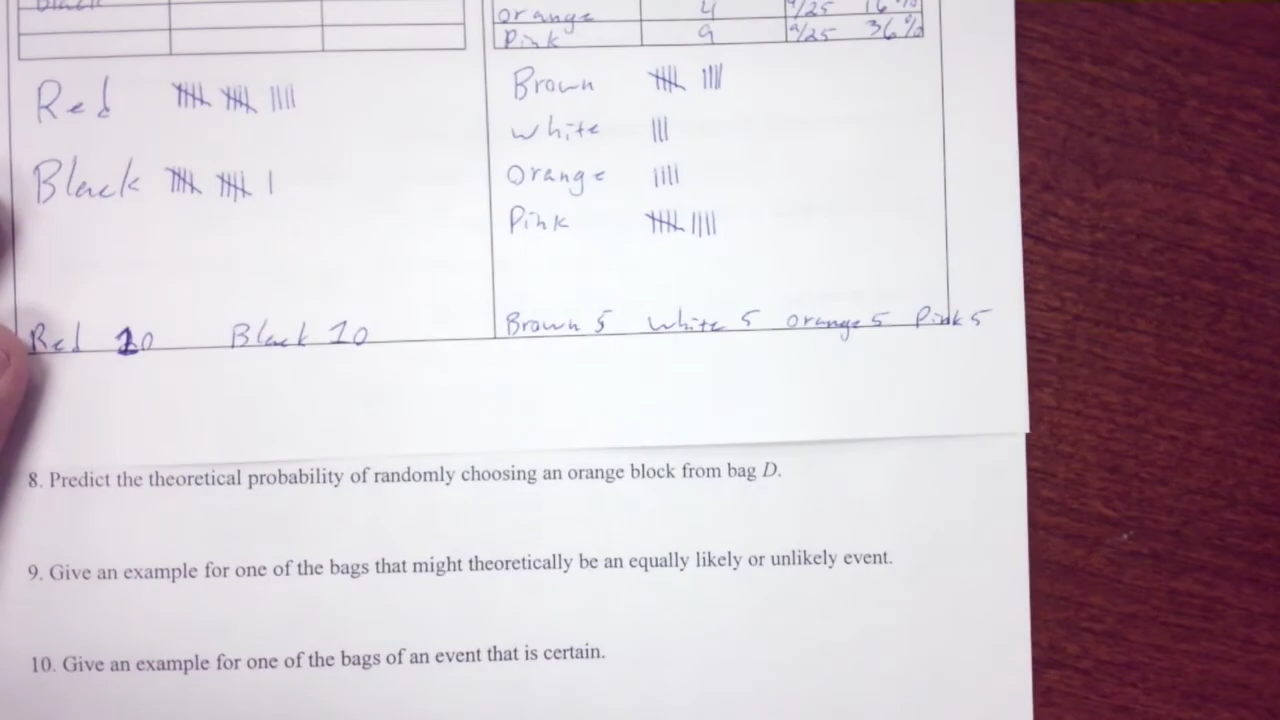 Black
Orange 4 4/25 16%
Pink 9 9/25 36%
Red 𝍸 𝍸 ||||
Black 𝍸 𝍸 |
Brown 𝍸 ||||
White |||
Orange ||||
Pink 𝍸 ||||
Red 10 Black 10
Brown 5 White 5 Orange 5 Pink 5
8. Predict the theoretical probability of randomly choosing an orange block from bag D.
9. Give an example for one of the bags that might theoretically be an equally likely or unlikely event.
10. Give an example for one of the bags of an event that is certain.